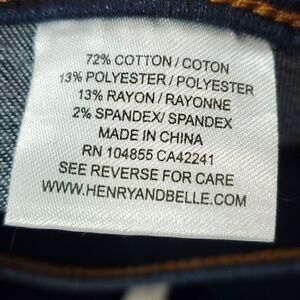 72% COTTON / COTON
13% POLYESTER / POLYESTER
13% RAYON / RAYONNE
2% SPANDEX/ SPANDEX
MADE IN CHINA
RN 104855 CA42241
SEE REVERSE FOR CARE
WWW.HENRYANDBELLE.COM